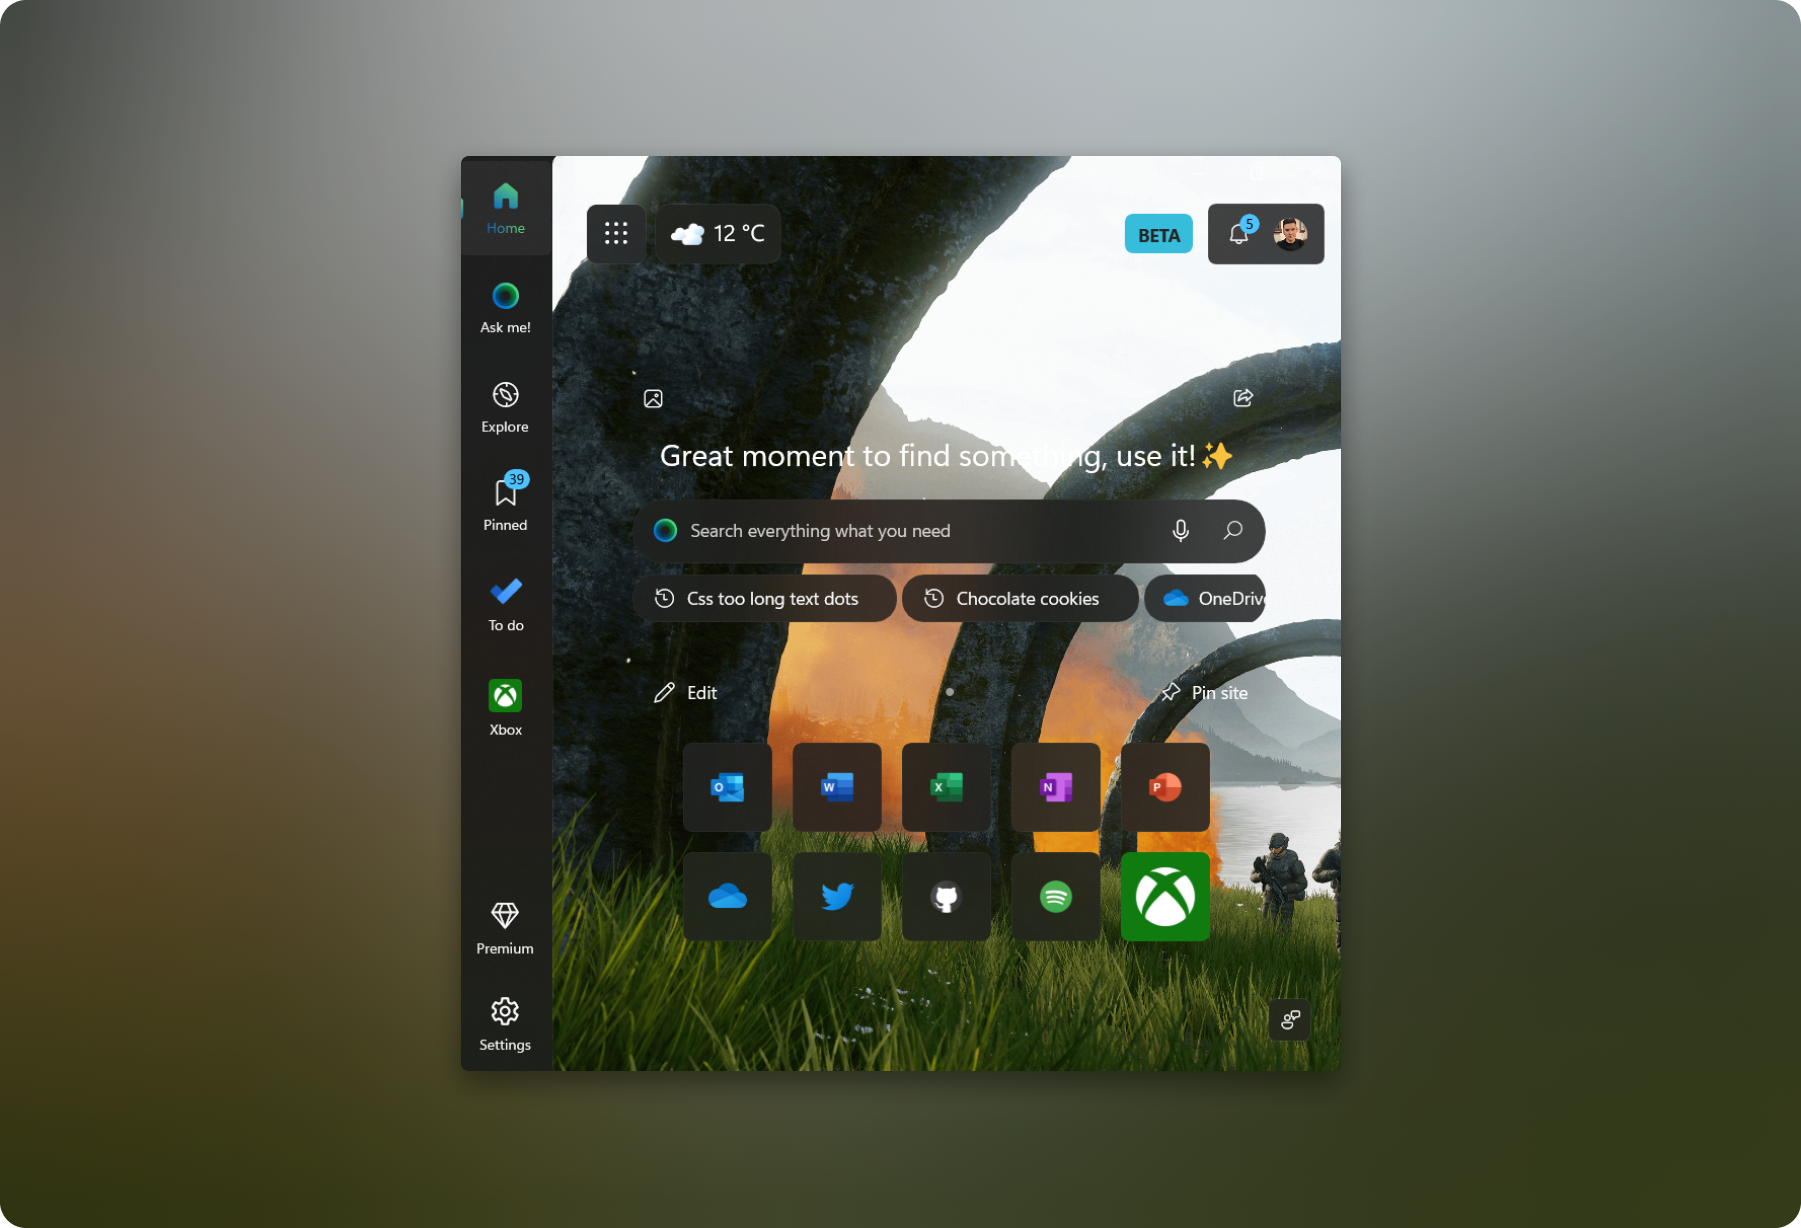 Home
Ask me!
Explore
39
Pinned
To do
Xbox
Premium
Settings
12 °C
BETA
5
Great moment to find something, use it!✨
Search everything what you need
Css too long text dots
Chocolate cookies
OneDrive
Edit
Pin site
O
W
X
N
P